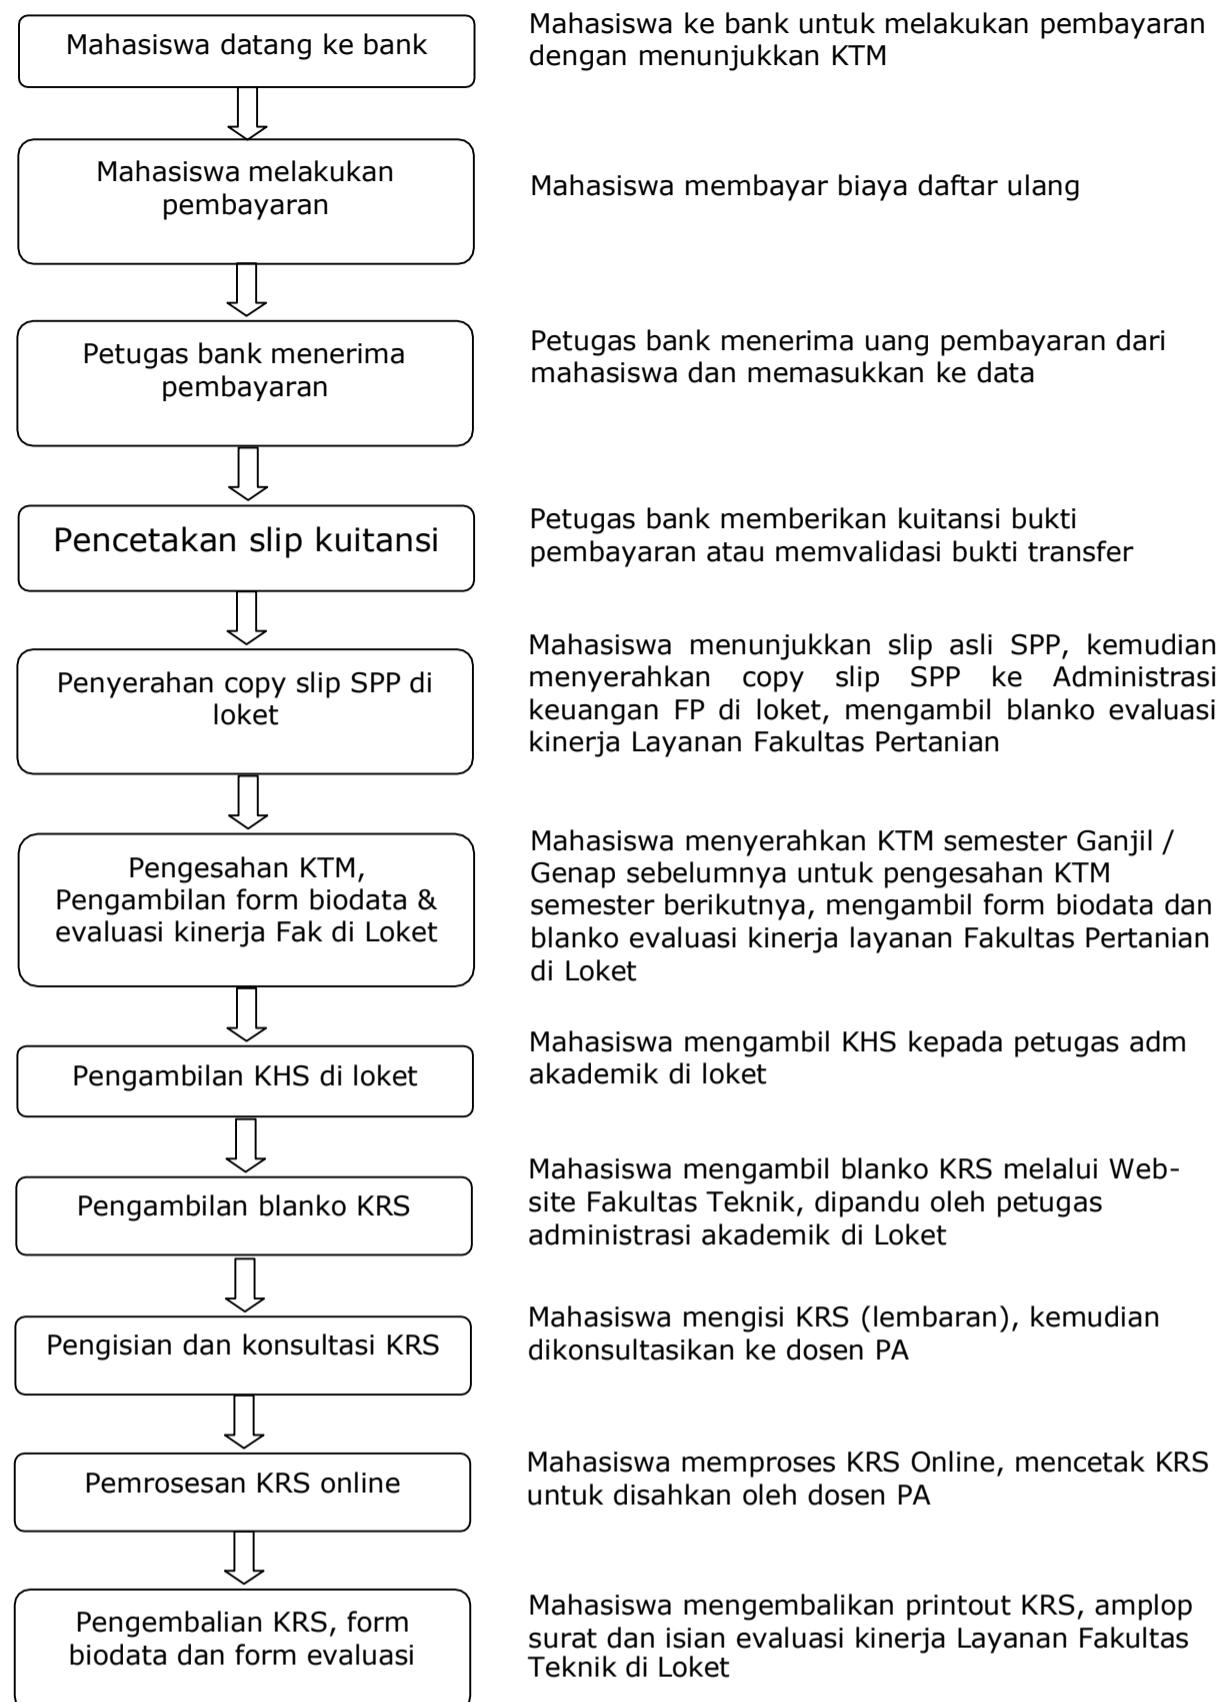 Mahasiswa datang ke bank
Mahasiswa ke bank untuk melakukan pembayaran
dengan menunjukkan KTM
Mahasiswa melakukan
pembayaran
Mahasiswa membayar biaya daftar ulang
Petugas bank menerima
pembayaran
Petugas bank menerima uang pembayaran dari
mahasiswa dan memasukkan ke data
Pencetakan slip kuitansi
Petugas bank memberikan kuitansi bukti
pembayaran atau memvalidasi bukti transfer
Penyerahan copy slip SPP di
loket
Mahasiswa menunjukkan slip asli SPP, kemudian
menyerahkan copy slip SPP ke Administrasi
keuangan FP di loket, mengambil blanko evaluasi
kinerja Layanan Fakultas Pertanian
Pengesahan KTM,
Pengambilan form biodata &
evaluasi kinerja Fak di Loket
Mahasiswa menyerahkan KTM semester Ganjil /
Genap sebelumnya untuk pengesahan KTM
semester berikutnya, mengambil form biodata dan
blanko evaluasi kinerja layanan Fakultas Pertanian
di Loket
Pengambilan KHS di loket
Mahasiswa mengambil KHS kepada petugas adm
akademik di loket
Pengambilan blanko KRS
Mahasiswa mengambil blanko KRS melalui Web-
site Fakultas Teknik, dipandu oleh petugas
administrasi akademik di Loket
Pengisian dan konsultasi KRS
Mahasiswa mengisi KRS (lembaran), kemudian
dikonsultasikan ke dosen PA
Pemrosesan KRS online
Mahasiswa memproses KRS Online, mencetak KRS
untuk disahkan oleh dosen PA
Pengembalian KRS, form
biodata dan form evaluasi
Mahasiswa mengembalikan printout KRS, amplop
surat dan isian evaluasi kinerja Layanan Fakultas
Teknik di Loket